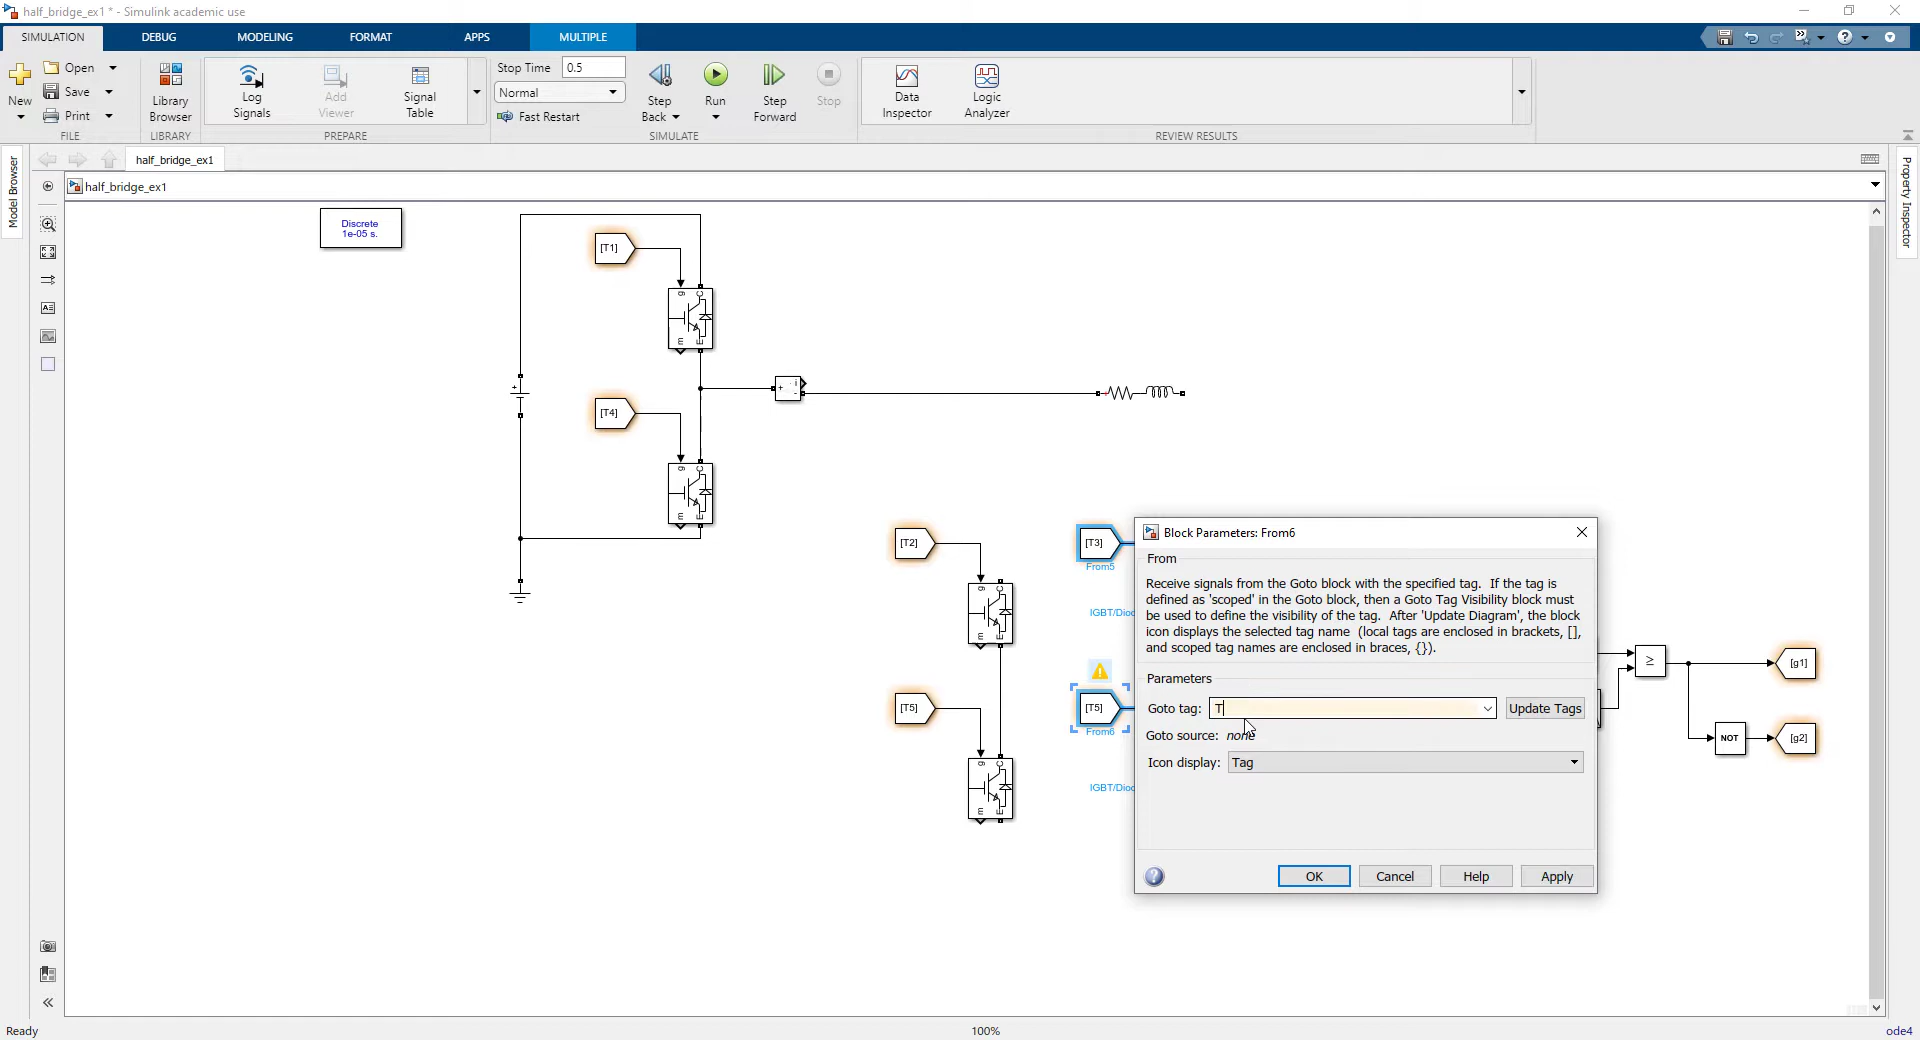 half_bridge_ex1 * - Simulink academic use
SIMULATION
DEBUG
MODELING
FORMAT
APPS
MULTIPLE
New
Open
Save
Print
FILE
Library
Browser
LIBRARY
Log
Signals
Add
Viewer
Signal
Table
PREPARE
Stop Time
0.5
Normal
Fast Restart
Step
Back
Run
Step
Forward
Stop
SIMULATE
Data
Inspector
Logic
Analyzer
REVIEW RESULTS
Model Browser
half_bridge_ex1
half_bridge_ex1
Property Inspector
Discrete
1e-05 s.
[T1]
g C
m E
[T4]
+ i
-
g C
m E
+
[T2]
[T3]
From5
g C
m E
IGBT/Diod
[T5]
[T5]
From6
g C
m E
IGBT/Diod
Block Parameters: From6
From
Receive signals from the Goto block with the specified tag. If the tag is
defined as 'scoped' in the Goto block, then a Goto Tag Visibility block must
be used to define the visibility of the tag. After 'Update Diagram', the block
icon displays the selected tag name (local tags are enclosed in brackets, [],
and scoped tag names are enclosed in braces, {}).
Parameters
Goto tag:
T
Update Tags
Goto source: none
Icon display:
Tag
OK
Cancel
Help
Apply
≥
[g1]
NOT
[g2]
Ready
100%
ode4